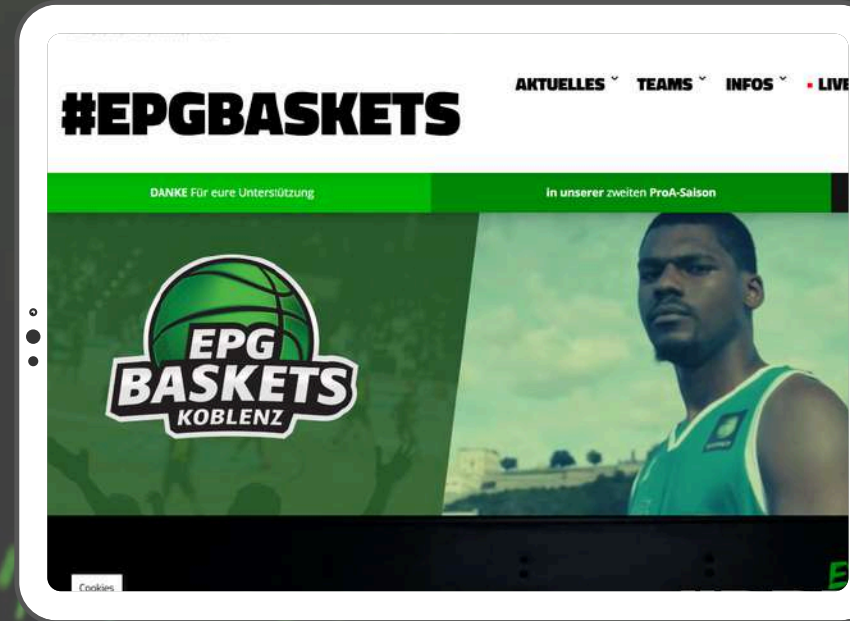 #EPGBASKETS
AKTUELLES TEAMS INFOS LIVE
DANKE Für eure Unterstützung
in unserer zweiten ProA-Saison
EPG
BASKETS
KOBLENZ
Cookies
E